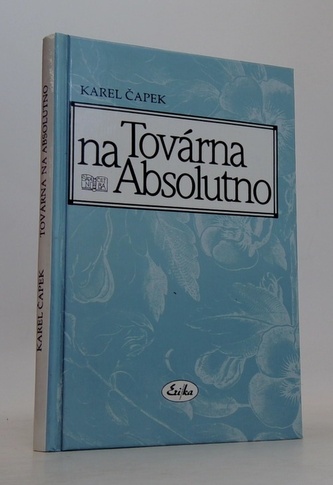 KAREL ČAPEK
Továrna
na Absolutno
Erika
KAREL ČAPEK TOVÁRNA NA ABSOLUTNO